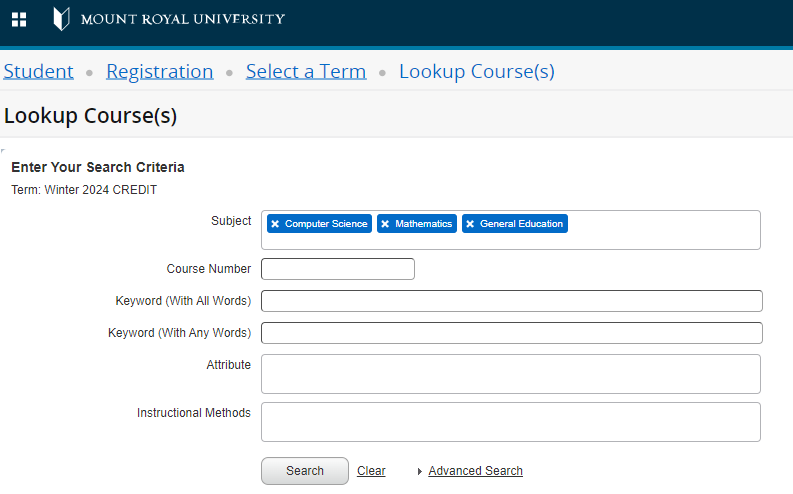 MOUNT ROYAL UNIVERSITY
Student • Registration • Select a Term • Lookup Course(s)
Lookup Course(s)
Enter Your Search Criteria
Term: Winter 2024 CREDIT
Subject × Computer Science × Mathematics × General Education
Course Number
Keyword (With All Words)
Keyword (With Any Words)
Attribute
Instructional Methods
Search Clear Advanced Search